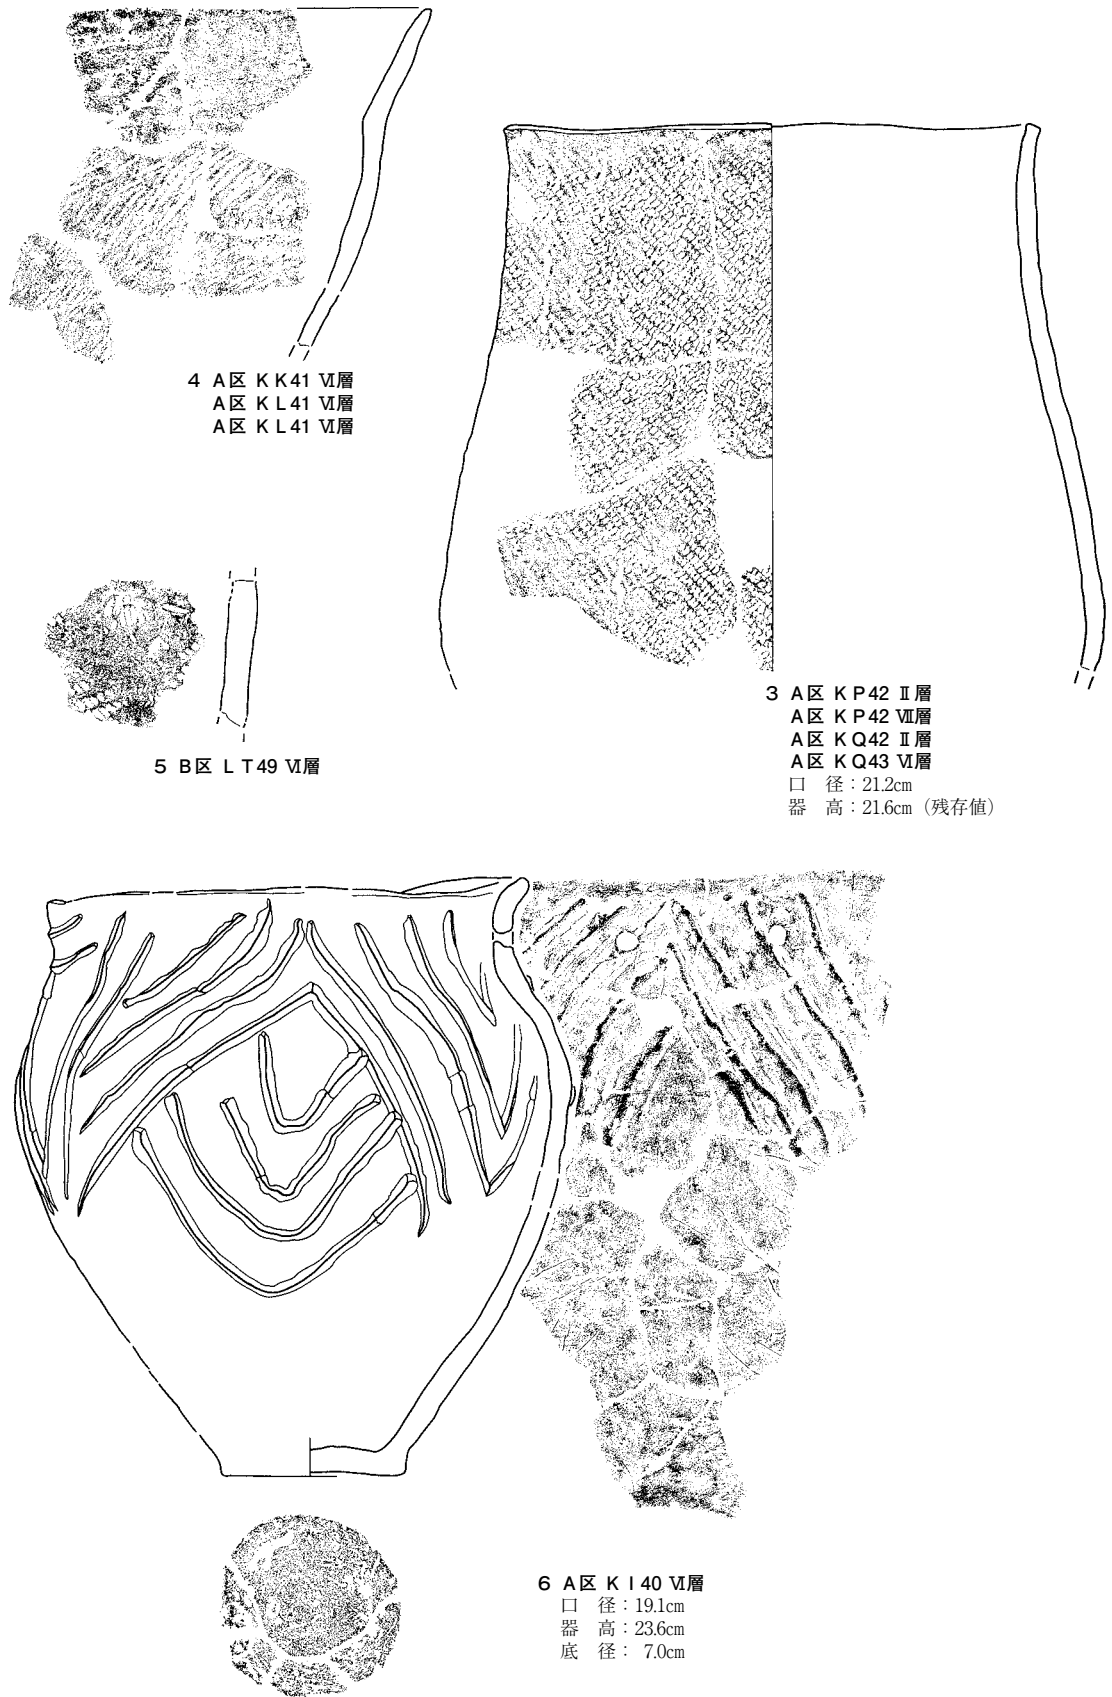 4 A区 KK41 Ⅵ層
A区 KL41 Ⅵ層
A区 KL41 Ⅵ層
3 A区 KP42 Ⅱ層
A区 KP42 Ⅶ層
A区 KQ42 Ⅱ層
A区 KQ43 Ⅵ層
口 径：21.2cm
器 高：21.6cm（残存値）
5 B区 LT49 Ⅵ層
6 A区 KI40 Ⅵ層
口 径：19.1cm
器 高：23.6cm
底 径： 7.0cm